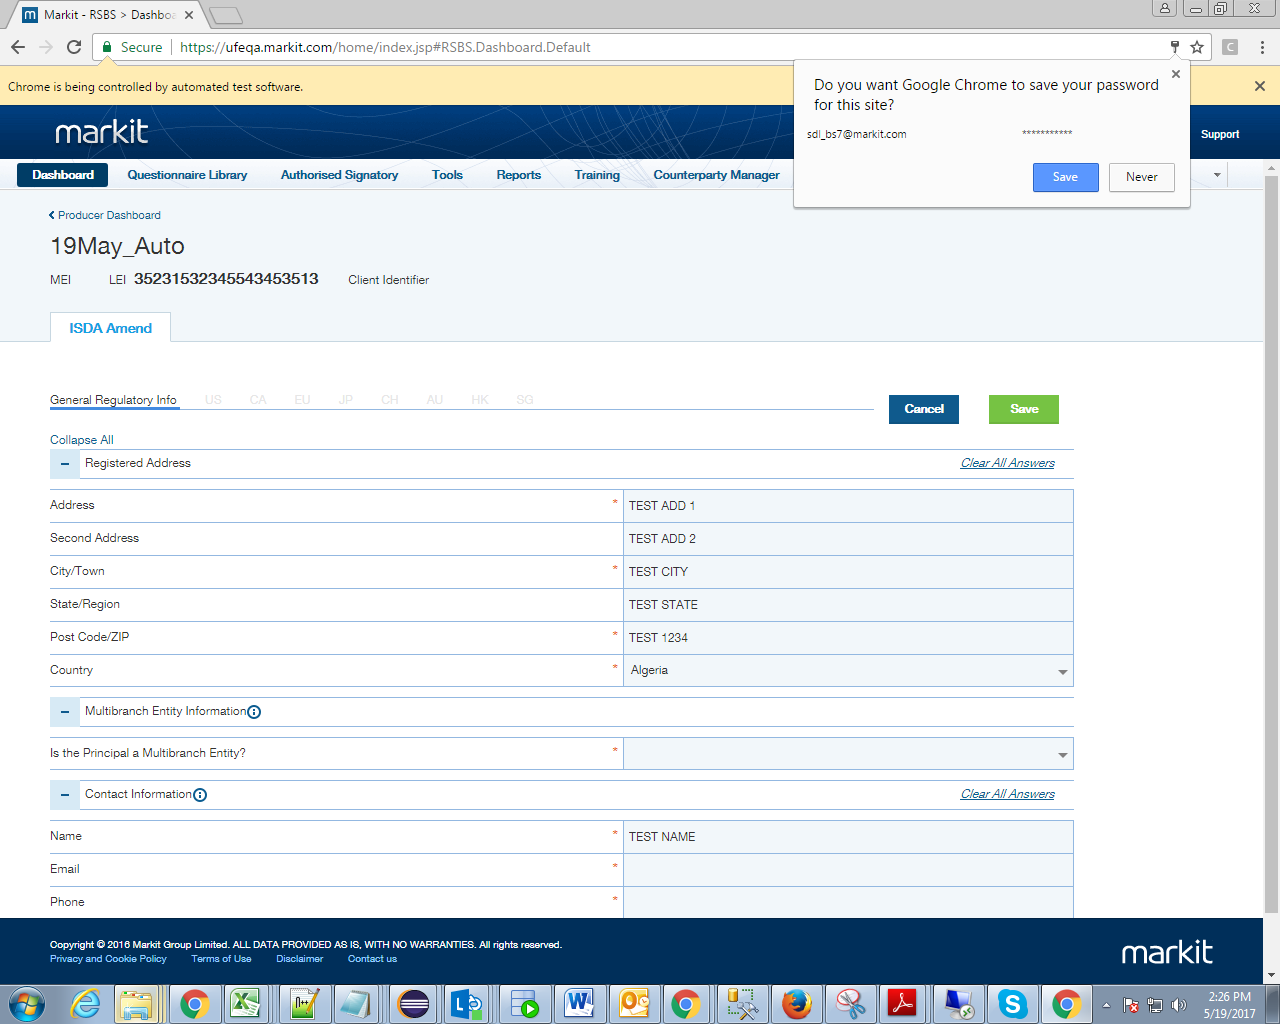 Markit - RSBS > Dashbo
Secure https://ufeqa.markit.com/home/index.jsp#RSBS.Dashboard.Default
C
Chrome is being controlled by automated test software.
Do you want Google Chrome to save your password
for this site?
sdl_bs7@markit.com ***********
Save Never
markit
Support
Dashboard Questionnaire Library Authorised Signatory Tools Reports Training Counterparty Manager
Producer Dashboard
19May_Auto
MEI LEI 35231532345543453513 Client Identifier
ISDA Amend
General Regulatory Info US CA EU JP CH AU HK SG
Cancel Save
Collapse All
Registered Address Clear All Answers
Address * TEST ADD 1
Second Address TEST ADD 2
City/Town * TEST CITY
State/Region TEST STATE
Post Code/ZIP * TEST 1234
Country * Algeria
Multibranch Entity Information
Is the Principal a Multibranch Entity? *
Contact Information Clear All Answers
Name * TEST NAME
Email *
Phone *
Copyright © 2016 Markit Group Limited. ALL DATA PROVIDED AS IS, WITH NO WARRANTIES. All rights reserved.
Privacy and Cookie Policy Terms of Use Disclaimer Contact us
markit
2:26 PM
5/19/2017